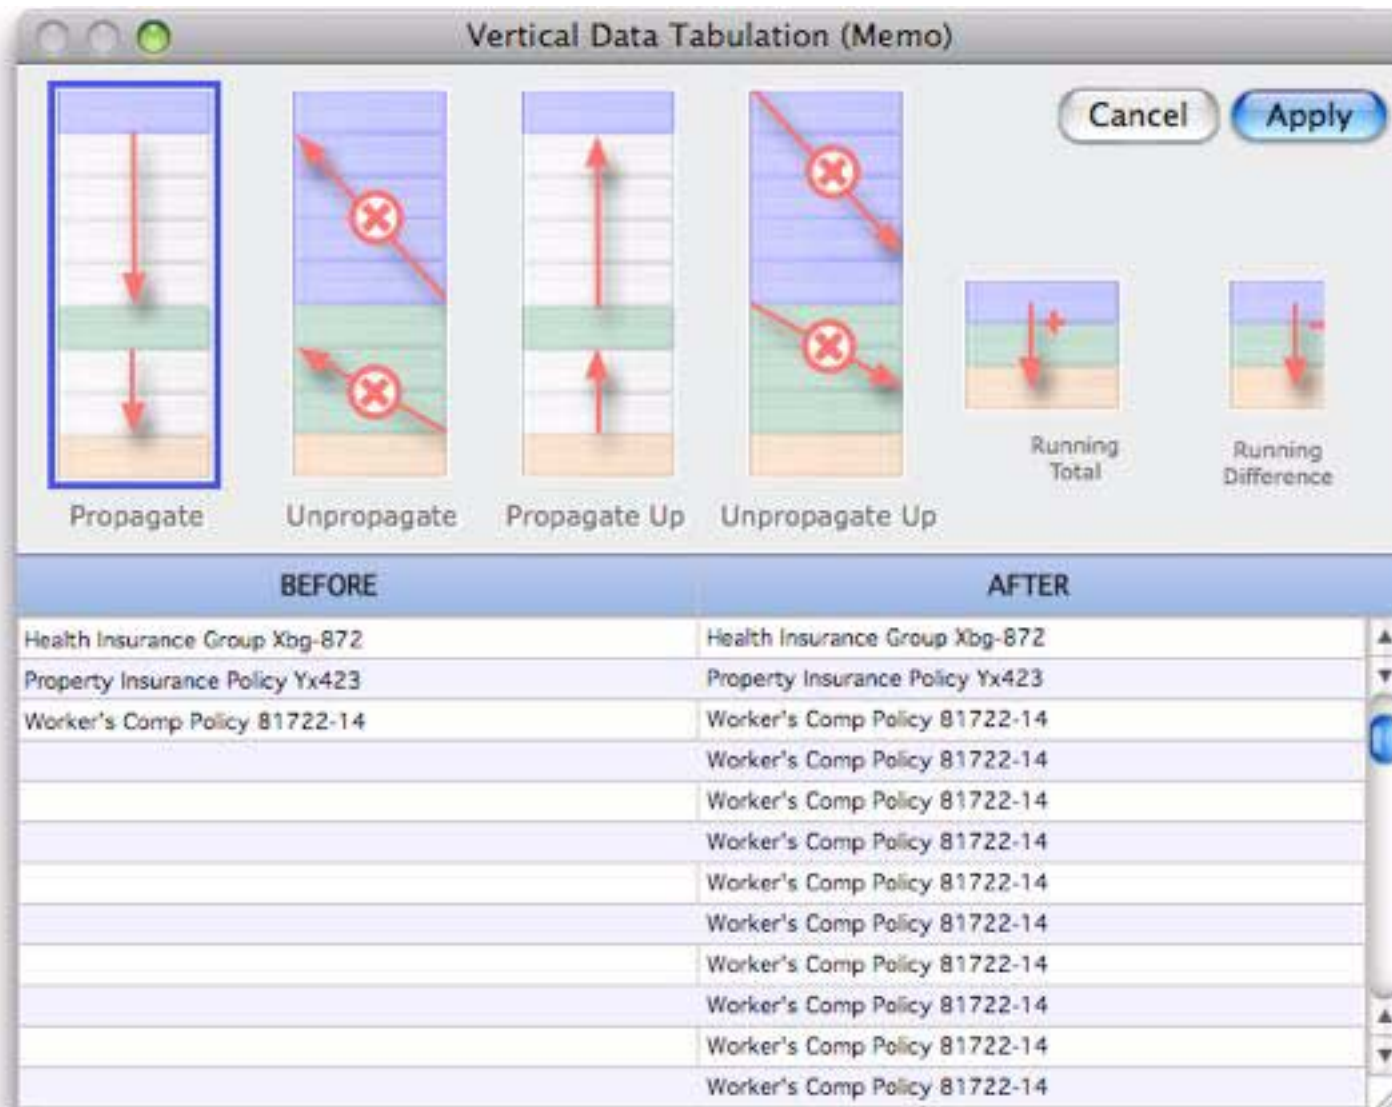 Vertical Data Tabulation (Memo)
Cancel Apply
Running Total
Running Difference
Propagate Unpropagate Propagate Up Unpropagate Up
BEFORE AFTER
Health Insurance Group Xbg-872 Health Insurance Group Xbg-872
Property Insurance Policy Yx423 Property Insurance Policy Yx423
Worker's Comp Policy 81722-14 Worker's Comp Policy 81722-14
Worker's Comp Policy 81722-14
Worker's Comp Policy 81722-14
Worker's Comp Policy 81722-14
Worker's Comp Policy 81722-14
Worker's Comp Policy 81722-14
Worker's Comp Policy 81722-14
Worker's Comp Policy 81722-14
Worker's Comp Policy 81722-14
Worker's Comp Policy 81722-14